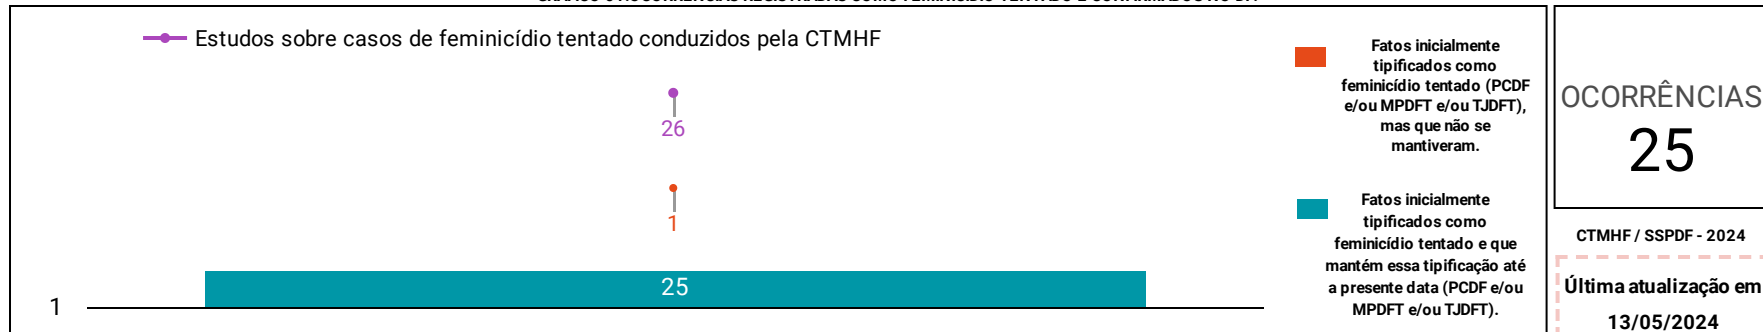 Estudos sobre casos de feminicídio tentado conduzidos pela CTMHF
26
1
25
1
Fatos inicialmente
tipificados como
feminicídio tentado (PCDF
e/ou MPDFT e/ou TJDFT),
mas que não se
mantiveram.
Fatos inicialmente
tipificados como
feminicídio tentado e que
mantém essa tipificação até
a presente data (PCDF e/ou
MPDFT e/ou TJDFT).
OCORRÊNCIAS
25
CTMHF / SSPDF - 2024
Última atualização em
13/05/2024